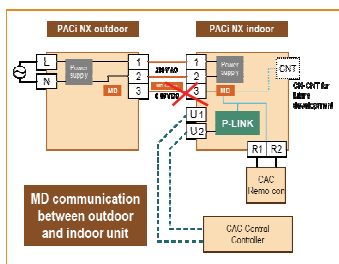 PACi NX outdoor
PACi NX indoor
L
N
Power
supply
MD
1
2
3
230VAC
1
2
3
Power
supply
MD
CNT
CN-CNT for
future
development
U1
U2
P-LINK
R1
R2
CAC
Remo con
MD communication
between outdoor
and indoor unit
CAC Central
Controller